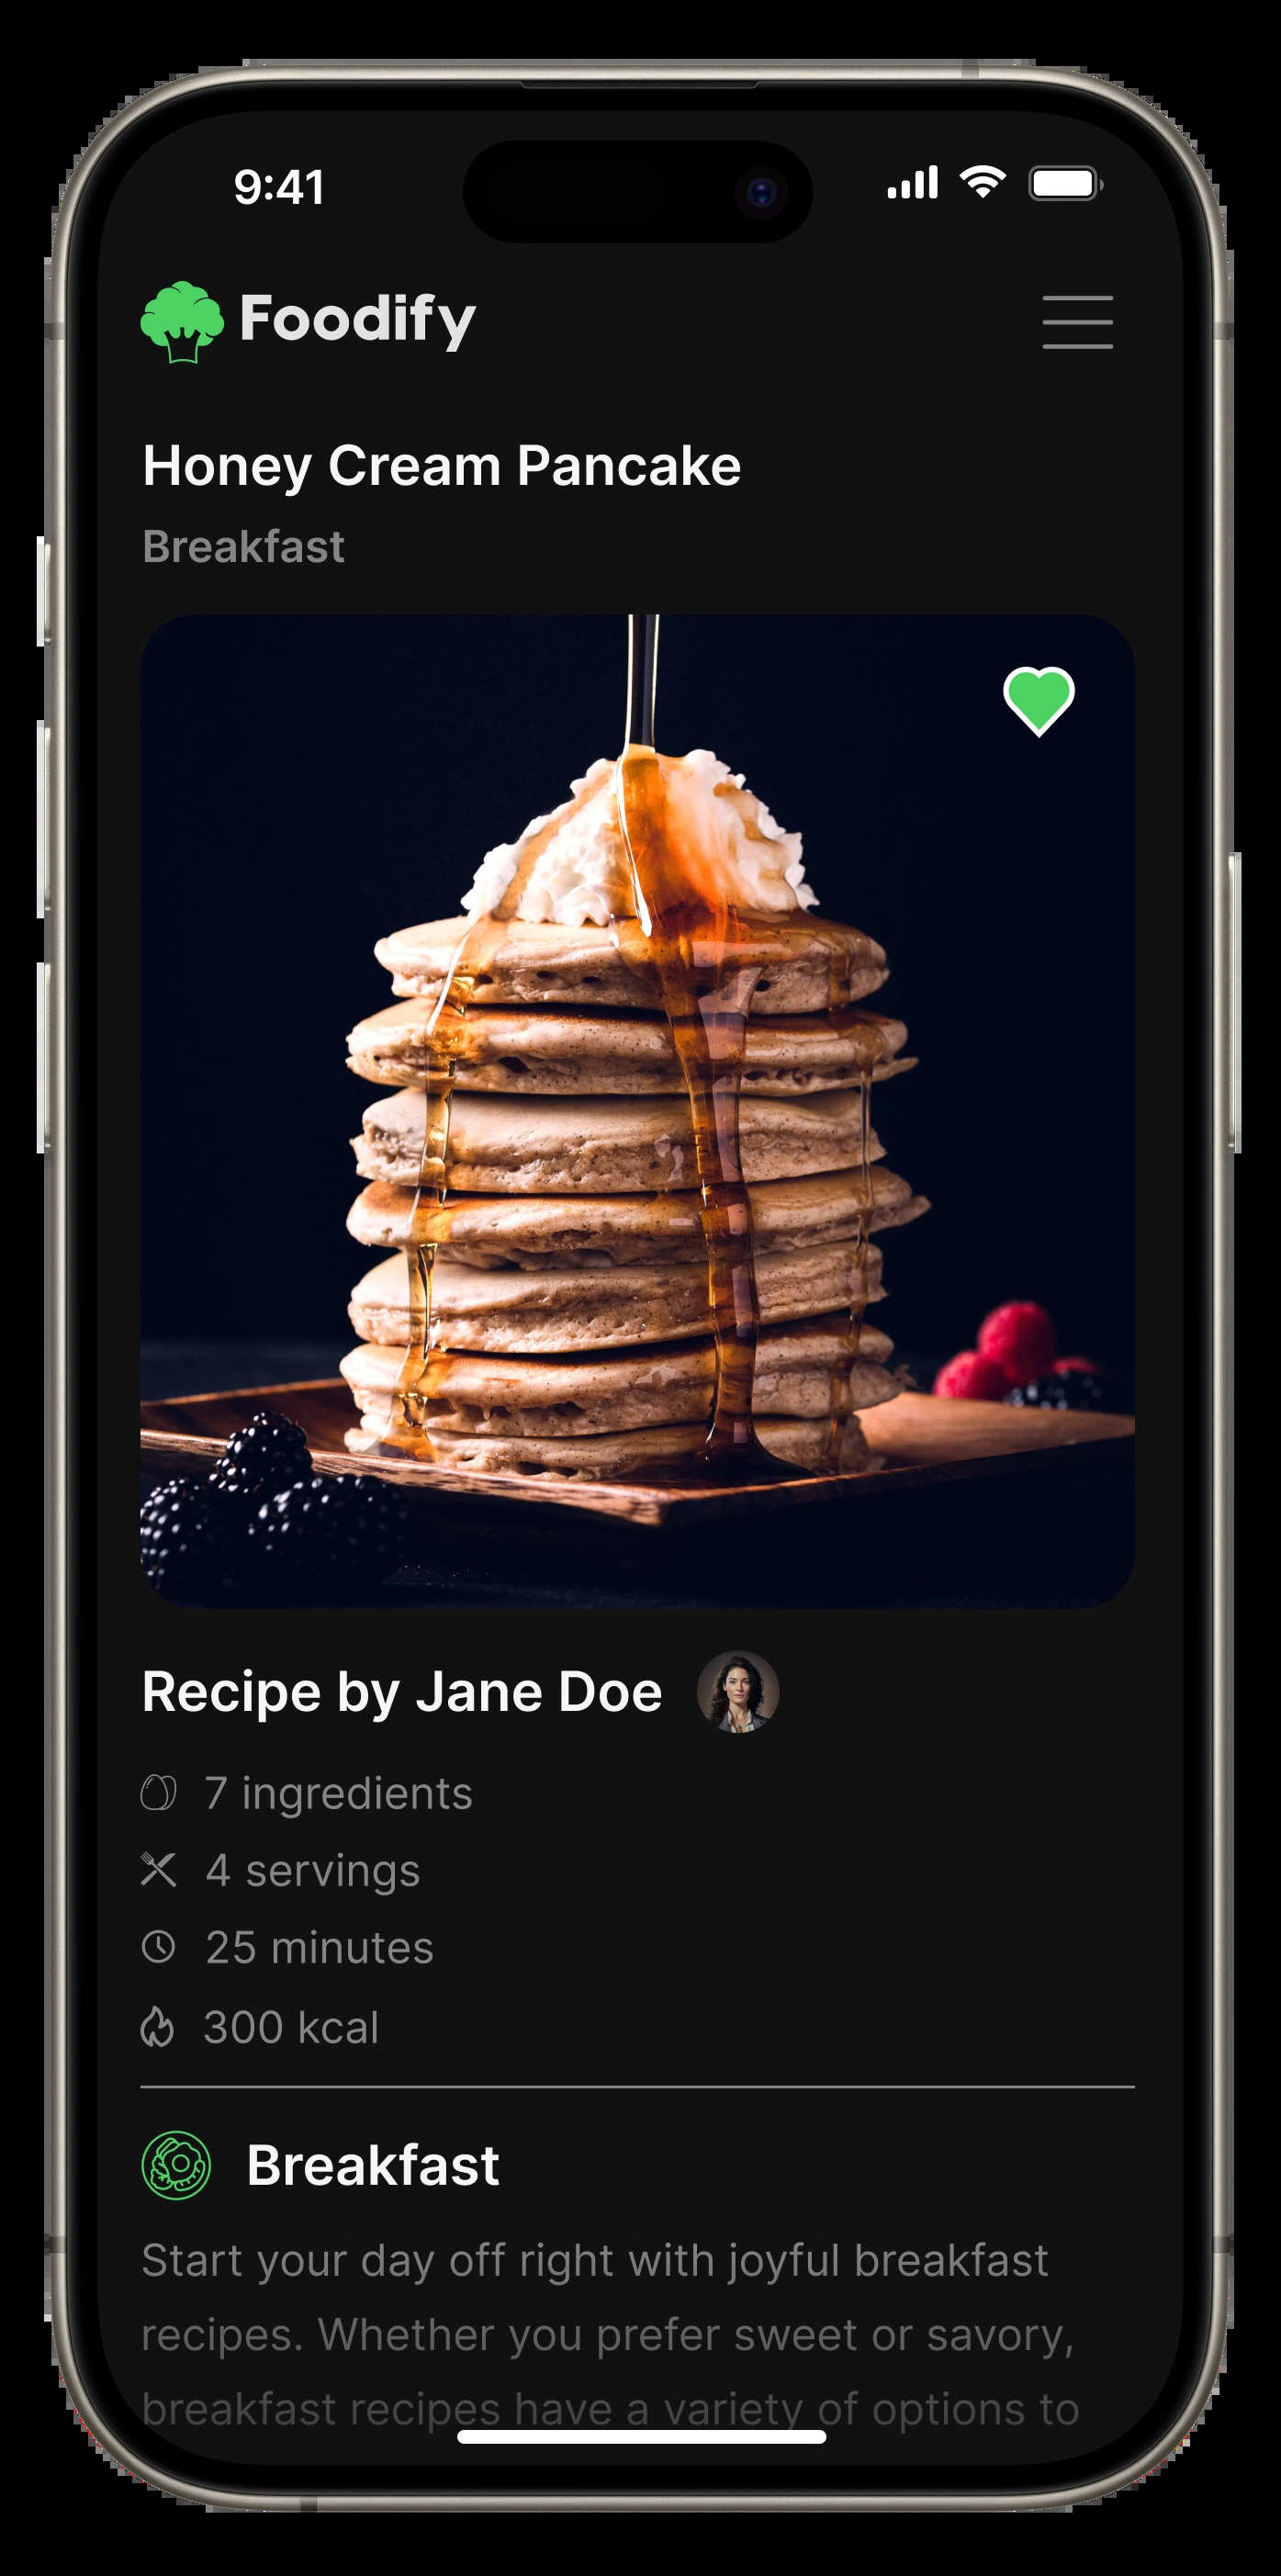 9:41
Foodify
Honey Cream Pancake
Breakfast
Recipe by Jane Doe
7 ingredients
4 servings
25 minutes
300 kcal
Breakfast
Start your day off right with joyful breakfast
recipes. Whether you prefer sweet or savory,
breakfast recipes have a variety of options to